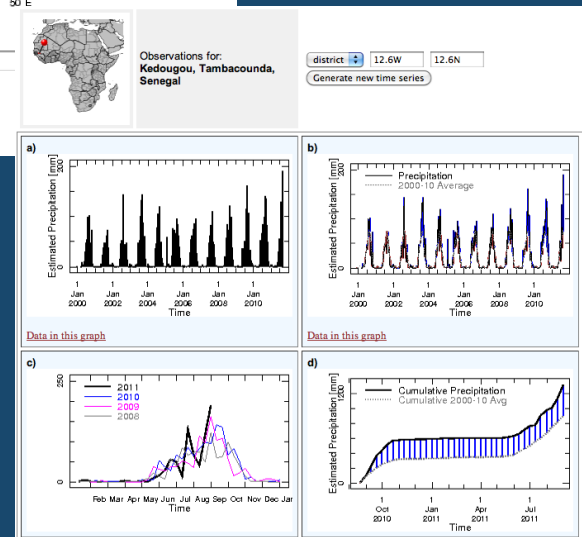 50 E
Observations for:
Kedougou, Tambacounda,
Senegal
district 12.6W 12.6N
Generate new time series
a)
Estimated Precipitation [mm]
200
0
1 1 1 1 1 1
Jan Jan Jan Jan Jan Jan
2000 2002 2004 2006 2008 2010
Time
Data in this graph
b)
Estimated Precipitation [mm]
200
0
Precipitation
2000-10 Average
1 1 1 1 1 1
Jan Jan Jan Jan Jan Jan
2000 2002 2004 2006 2008 2010
Time
Data in this graph
c)
250
0
2011
2010
2009
2008
Feb Mar Apr May Jun Jul Aug Sep Oct Nov Dec Jan
Time
d)
Estimated Precipitation [mm]
1200
0
Cumulative Precipitation
Cumulative 2000-10 Avg
1 1 1 1
Oct Jan Apr Jul
2010 2011 2011 2011
Time